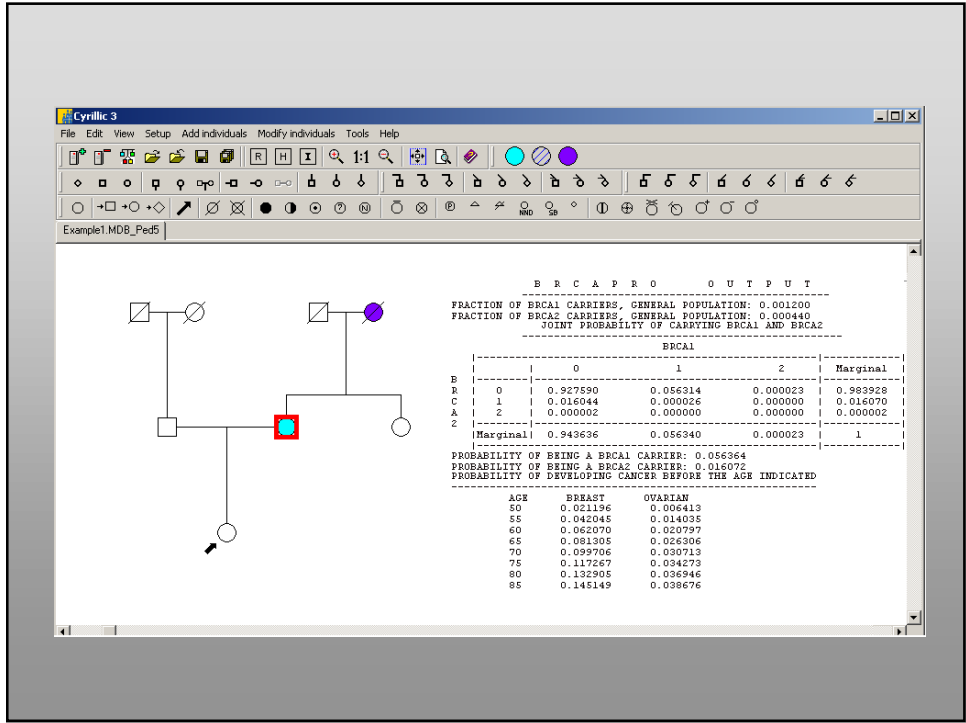 Cyrillic 3
File Edit View Setup Add individuals Modify individuals Tools Help
R H I 1:1
NND SB
Example1.MDB_Ped5
B R C A P R O O U T P U T
FRACTION OF BRCA1 CARRIERS, GENERAL POPULATION: 0.001200
FRACTION OF BRCA2 CARRIERS, GENERAL POPULATION: 0.000440
JOINT PROBABILTY OF CARRYING BRCA1 AND BRCA2
BRCA1
0 1 2 Marginal
B
R 0 0.927590 0.056314 0.000023 0.983928
C 1 0.016044 0.000026 0.000000 0.016070
A 2 0.000002 0.000000 0.000000 0.000002
2
Marginal 0.943636 0.056340 0.000023 1
PROBABILITY OF BEING A BRCA1 CARRIER: 0.056364
PROBABILITY OF BEING A BRCA2 CARRIER: 0.016072
PROBABILITY OF DEVELOPING CANCER BEFORE THE AGE INDICATED
AGE BREAST OVARIAN
50 0.021196 0.006413
55 0.042045 0.014035
60 0.062070 0.020797
65 0.081305 0.026306
70 0.099706 0.030713
75 0.117267 0.034273
80 0.132905 0.036946
85 0.145149 0.038676